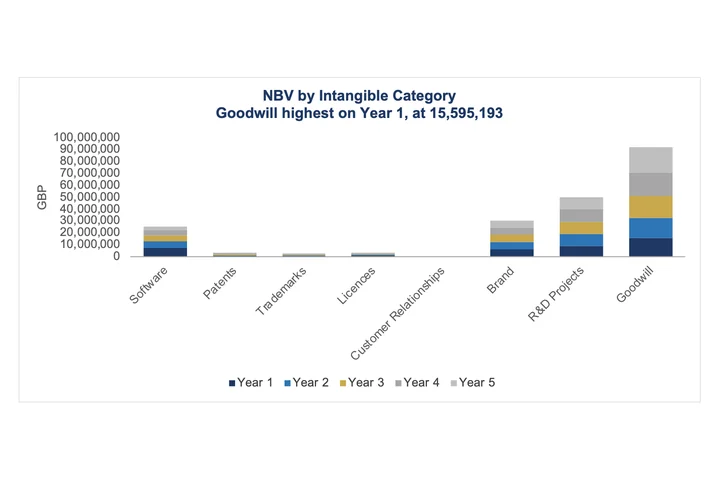 NBV by Intangible Category
Goodwill highest on Year 1, at 15,595,193
GBP
100,000,000
90,000,000
80,000,000
70,000,000
60,000,000
50,000,000
40,000,000
30,000,000
20,000,000
10,000,000
0
Software
Patents
Trademarks
Licences
Customer Relationships
Brand
R&D Projects
Goodwill
Year 1 Year 2 Year 3 Year 4 Year 5